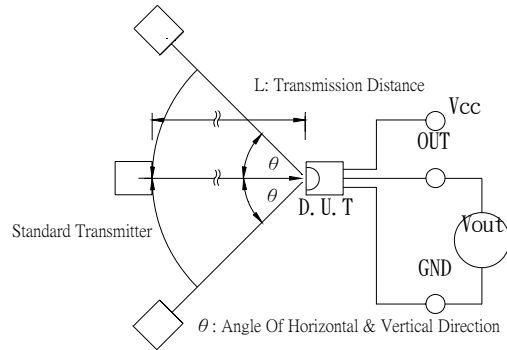 L: Transmission Distance
Vcc
OUT
θ
θ
D. U. T
Standard Transmitter
Vout
GND
θ : Angle Of Horizontal & Vertical Direction